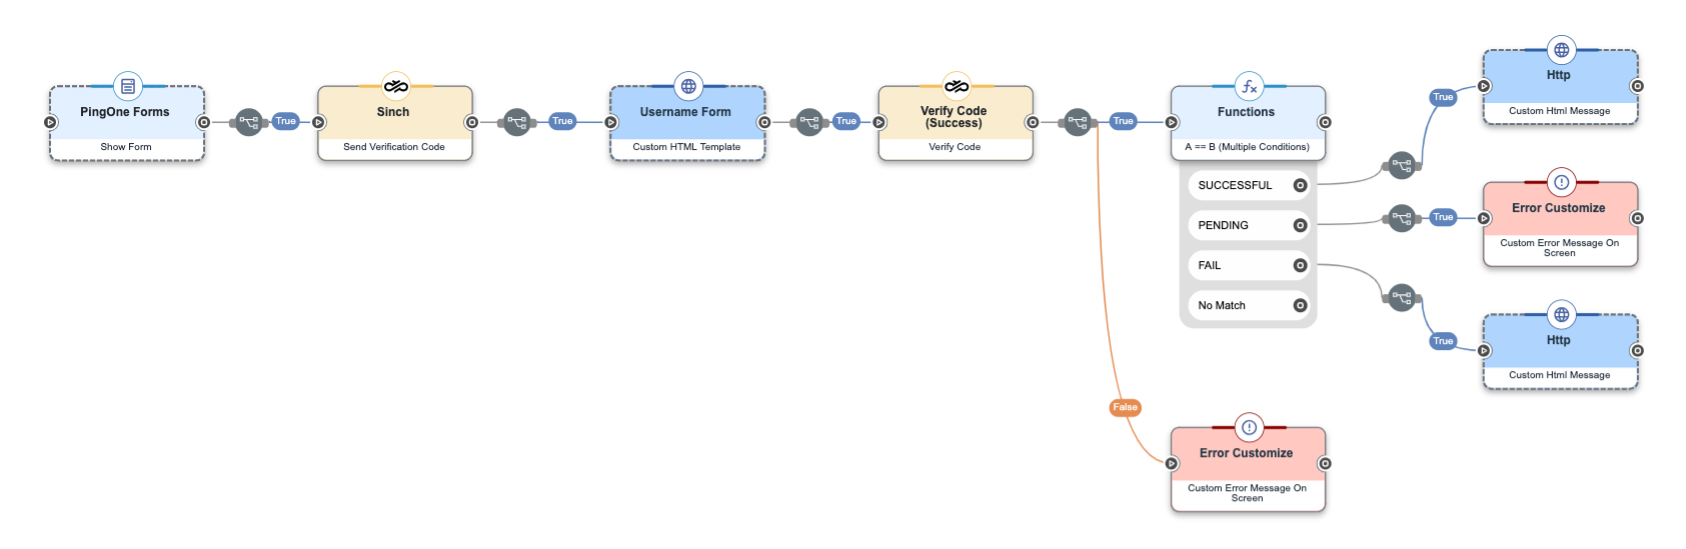 PingOne Forms
Show Form
True
Sinch
Send Verification Code
True
Username Form
Custom HTML Template
True
Verify Code
(Success)
Verify Code
True
Functions
A == B (Multiple Conditions)
SUCCESSFUL
PENDING
FAIL
No Match
True
Http
Custom Html Message
True
Error Customize
Custom Error Message On
Screen
True
Http
Custom Html Message
False
Error Customize
Custom Error Message On
Screen